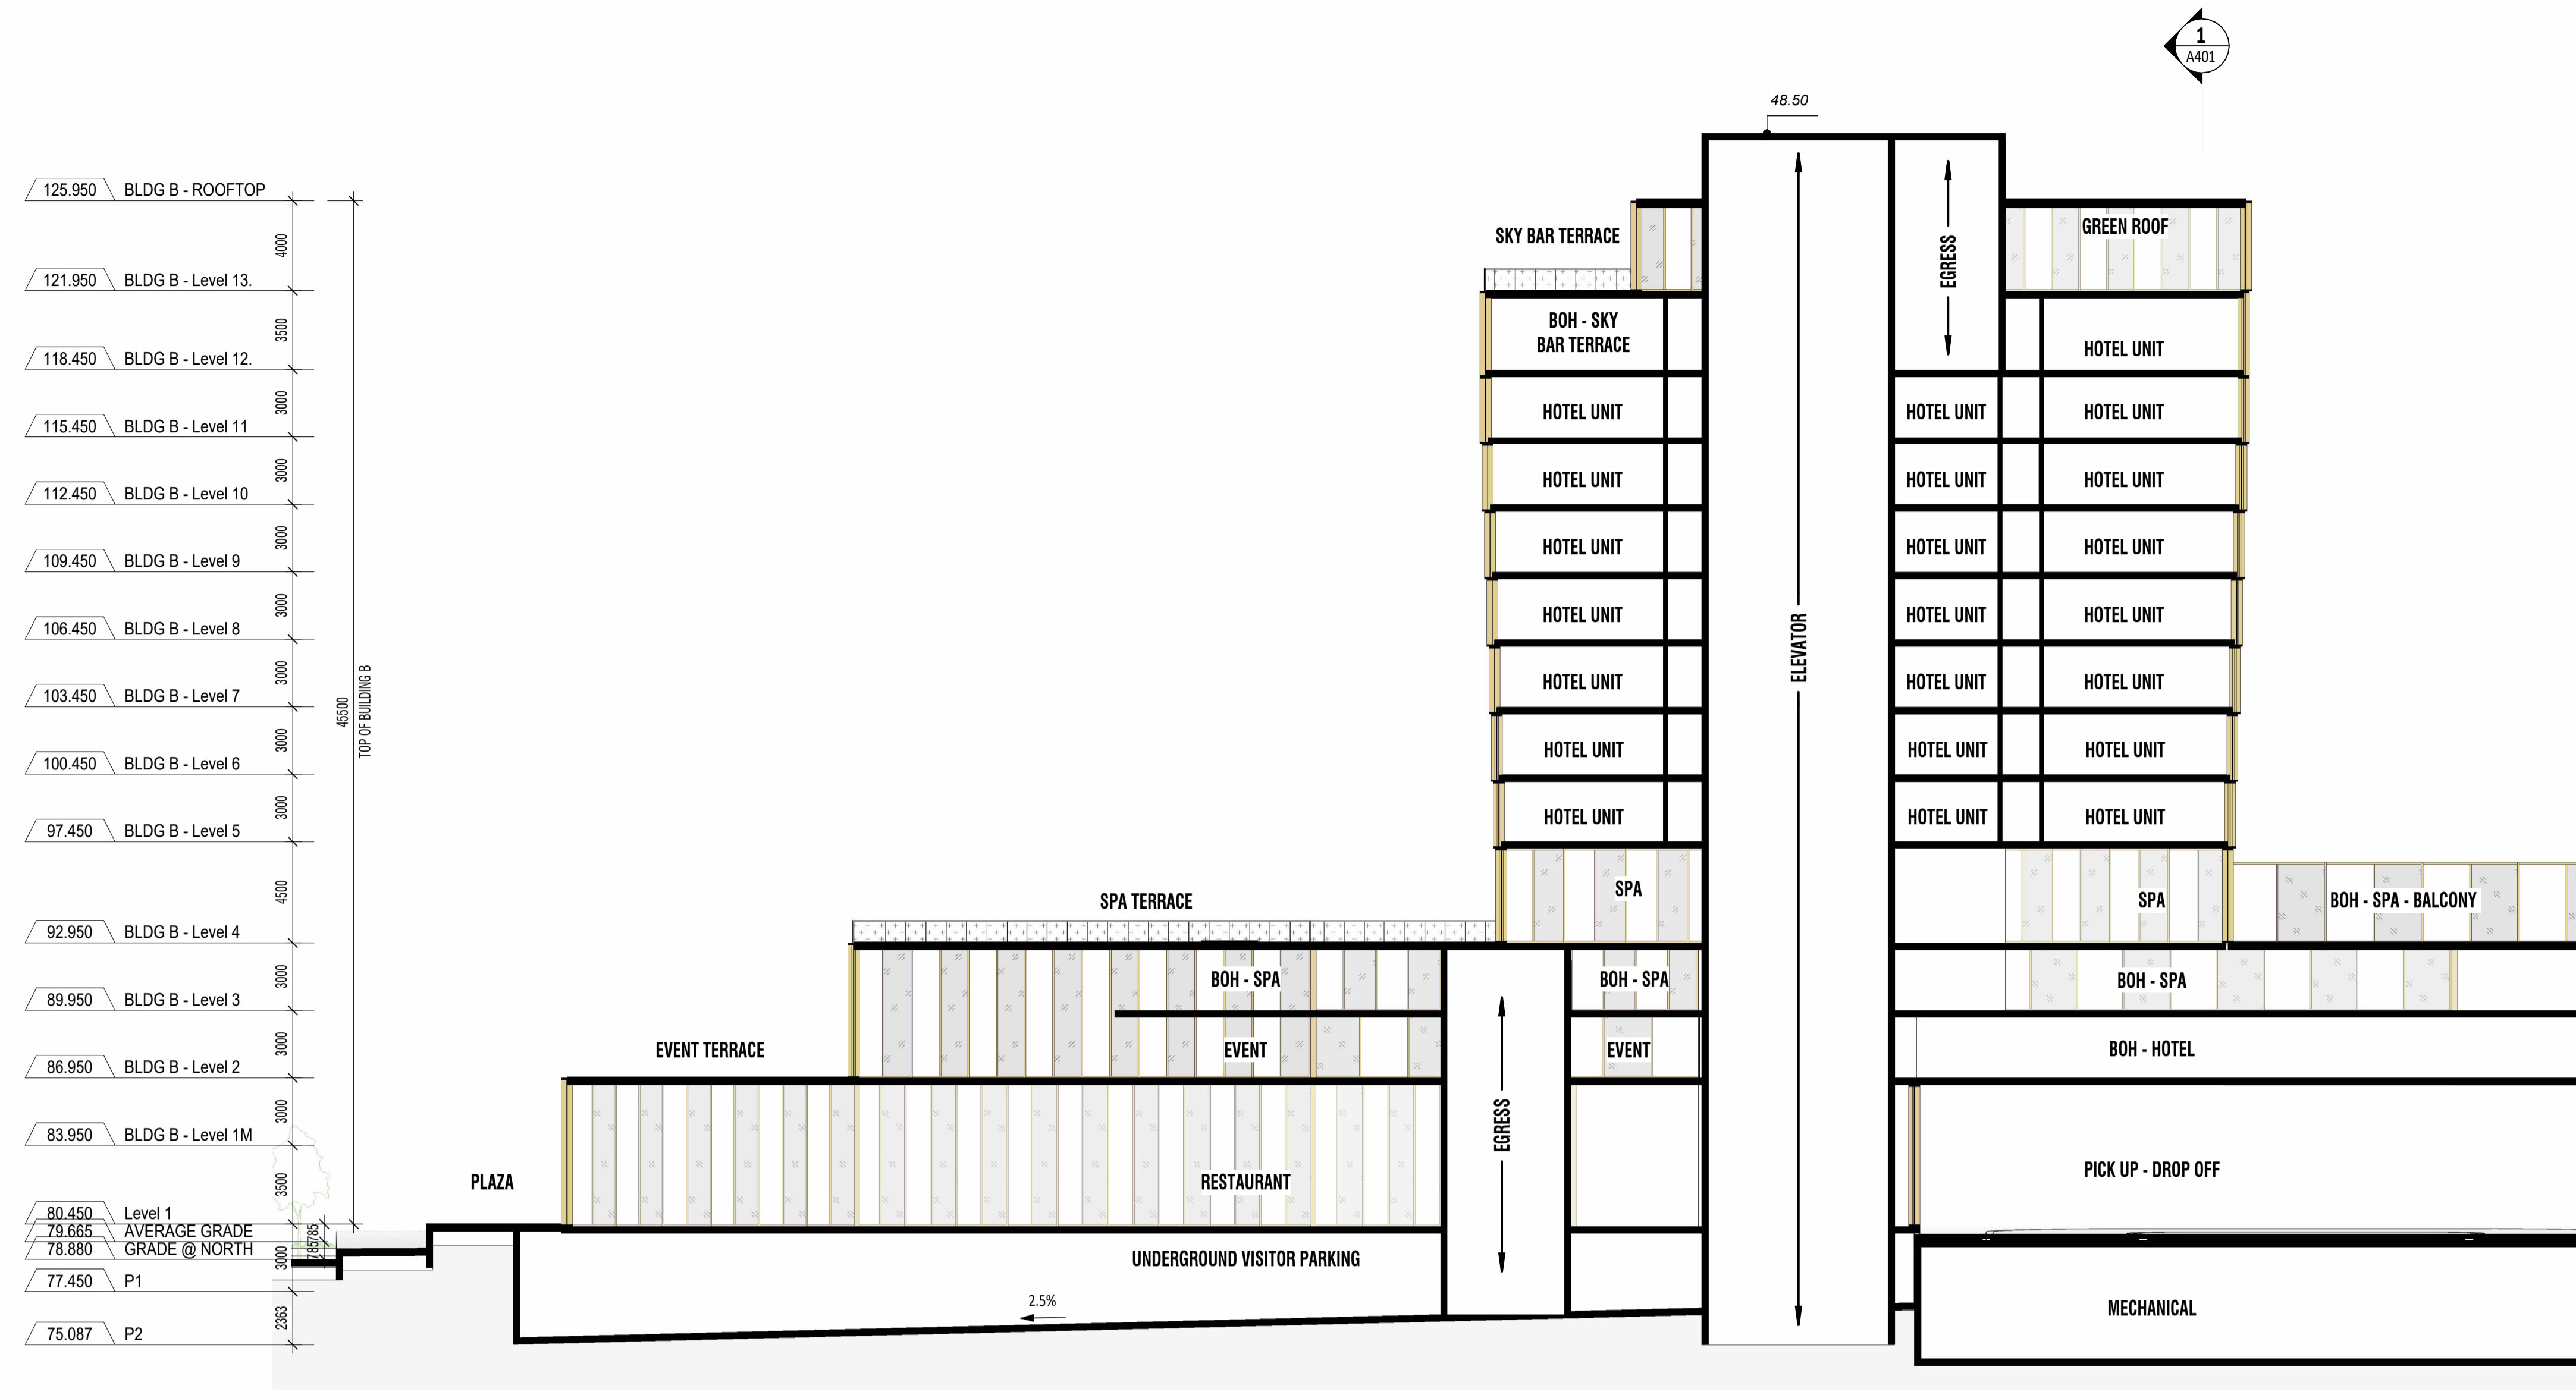 1
A401
48.50
125.950 BLDG B - ROOFTOP
4000
SKY BAR TERRACE
EGRESS
GREEN ROOF
121.950 BLDG B - Level 13.
3500
BOH - SKY
BAR TERRACE
HOTEL UNIT
118.450 BLDG B - Level 12.
3000
HOTEL UNIT
HOTEL UNIT
HOTEL UNIT
115.450 BLDG B - Level 11
3000
HOTEL UNIT
HOTEL UNIT
HOTEL UNIT
112.450 BLDG B - Level 10
3000
HOTEL UNIT
HOTEL UNIT
HOTEL UNIT
109.450 BLDG B - Level 9
3000
HOTEL UNIT
HOTEL UNIT
HOTEL UNIT
106.450 BLDG B - Level 8
3000
ELEVATOR
HOTEL UNIT
HOTEL UNIT
HOTEL UNIT
103.450 BLDG B - Level 7
45500
TOP OF BUILDING B
3000
HOTEL UNIT
HOTEL UNIT
HOTEL UNIT
100.450 BLDG B - Level 6
3000
HOTEL UNIT
HOTEL UNIT
HOTEL UNIT
97.450 BLDG B - Level 5
4500
SPA TERRACE
SPA
SPA
BOH - SPA - BALCONY
92.950 BLDG B - Level 4
3000
BOH - SPA
BOH - SPA
BOH - SPA
89.950 BLDG B - Level 3
3000
EVENT TERRACE
EVENT
EVENT
BOH - HOTEL
86.950 BLDG B - Level 2
3000
EGRESS
83.950 BLDG B - Level 1M
3500
PLAZA
RESTAURANT
PICK UP - DROP OFF
80.450 Level 1
79.665 AVERAGE GRADE
785
78.880 GRADE @ NORTH
785
3000
UNDERGROUND VISITOR PARKING
77.450 P1
2363
2.5%
MECHANICAL
75.087 P2